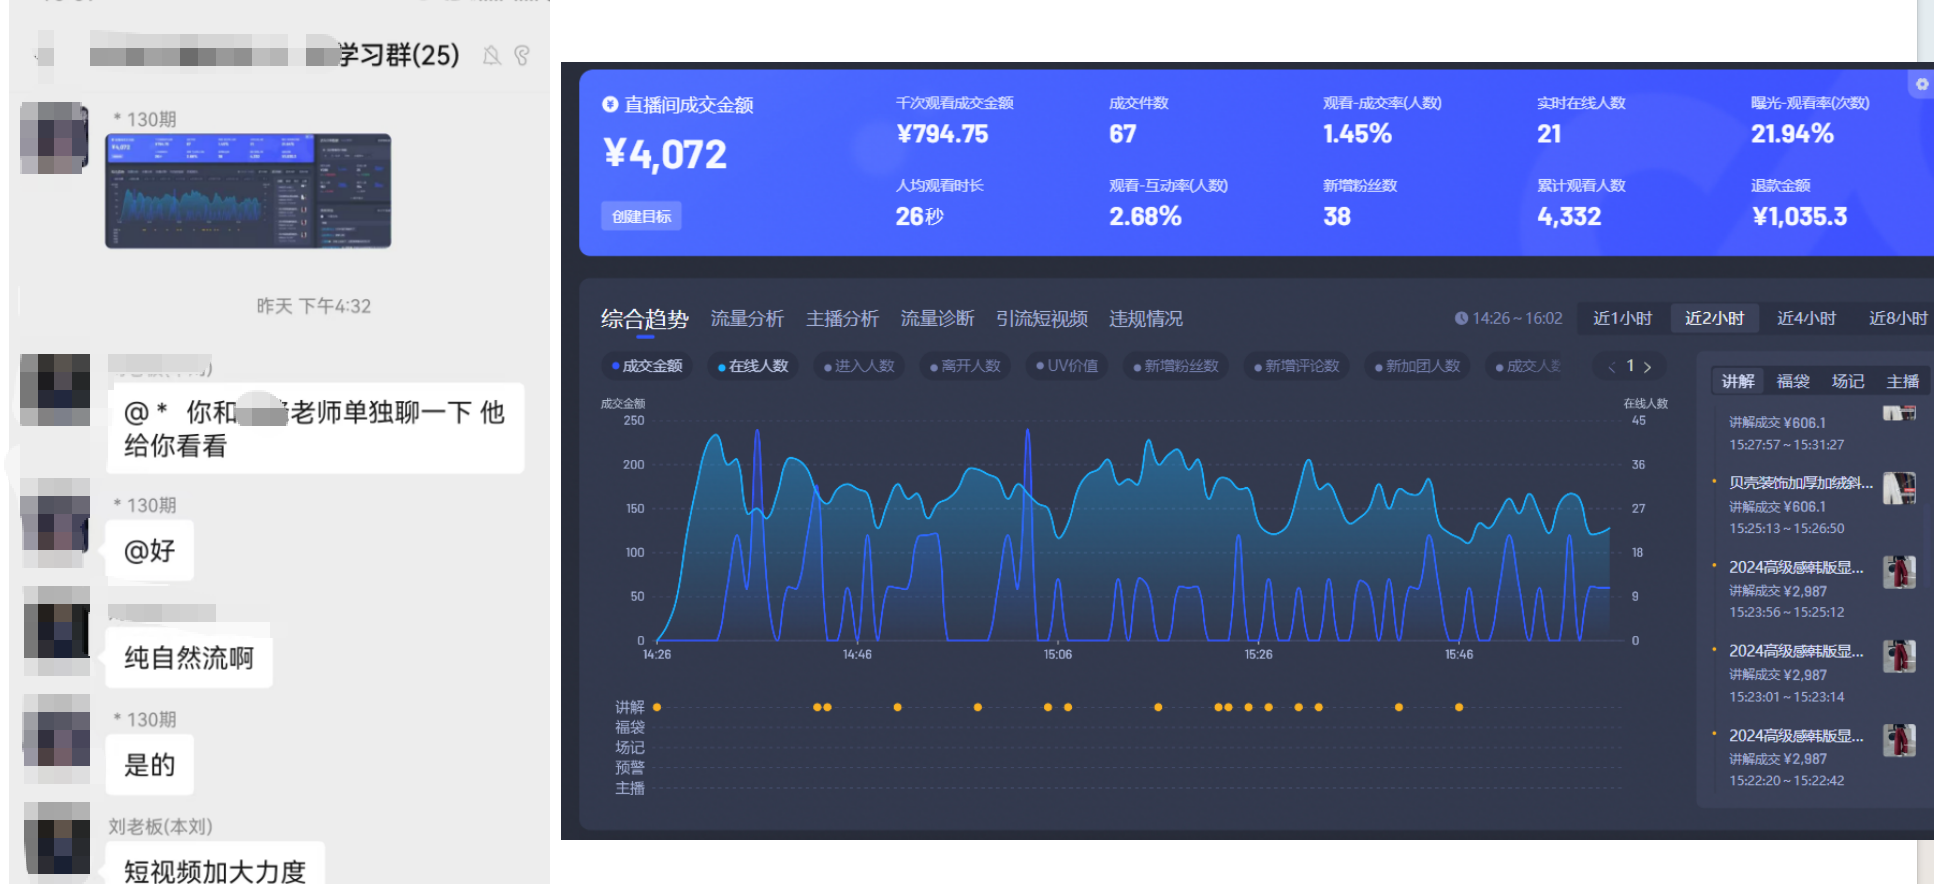 学习群(25)
* 130期
昨天 下午4:32
@ * 你和
老师单独聊一下 他
给你看看
* 130期
@好
纯自然流啊
* 130期
是的
刘老板(本刘)
短视频加大力度
直播间成交金额
¥4,072
创建目标
千次观看成交金额
¥794.75
成交件数
67
观看-成交率(人数)
1.45%
实时在线人数
21
曝光-观看率(次数)
21.94%
人均观看时长
26秒
观看-互动率(人数)
2.68%
新增粉丝数
38
累计观看人数
4,332
退款金额
¥1,035.3
综合趋势 流量分析 主播分析 流量诊断 引流短视频 违规情况
14:26 ~ 16:02 近1小时 近2小时 近4小时 近8小时
成交金额 在线人数 进入人数 离开人数 UV价值 新增粉丝数 新增评论数 新加团人数 成交人数
< 1 >
成交金额
250
200
150
100
50
0
在线人数
45
36
27
18
9
0
14:26 14:46 15:06 15:26 15:46
讲解
福袋
场记
预警
主播
讲解 福袋 场记 主播
讲解成交 ¥606.1
15:27:57 ~ 15:31:27
贝壳装饰加厚加绒斜...
讲解成交 ¥606.1
15:25:13 ~ 15:26:50
2024高级感韩版显...
讲解成交 ¥2,987
15:23:56 ~ 15:25:12
2024高级感韩版显...
讲解成交 ¥2,987
15:23:01 ~ 15:23:14
2024高级感韩版显...
讲解成交 ¥2,987
15:22:20 ~ 15:22:42